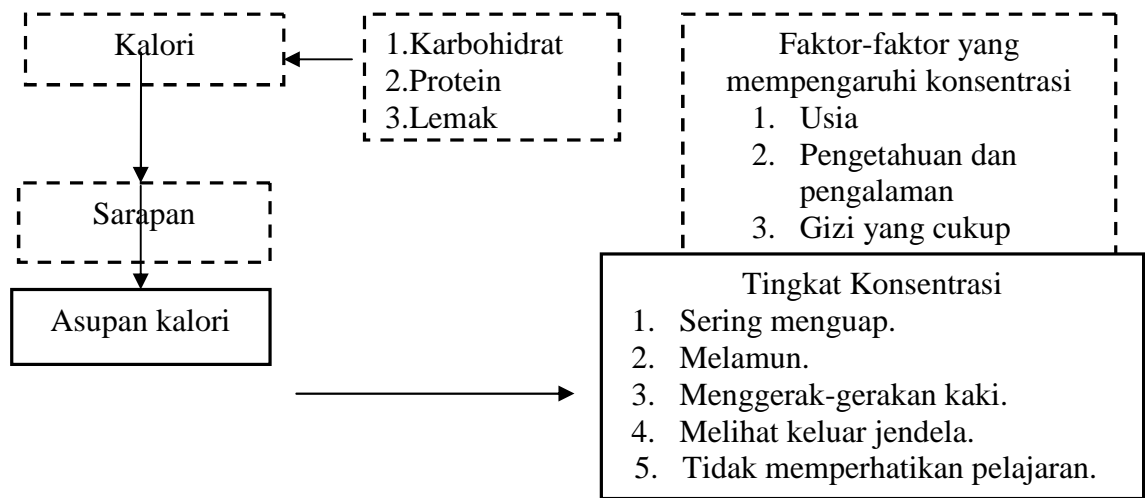 Kalori
1.Karbohidrat
2.Protein
3.Lemak
Faktor-faktor yang
mempengaruhi konsentrasi
1. Usia
2. Pengetahuan dan
pengalaman
3. Gizi yang cukup
Sarapan
Asupan kalori
Tingkat Konsentrasi
1. Sering menguap.
2. Melamun.
3. Menggerak-gerakan kaki.
4. Melihat keluar jendela.
5. Tidak memperhatikan pelajaran.